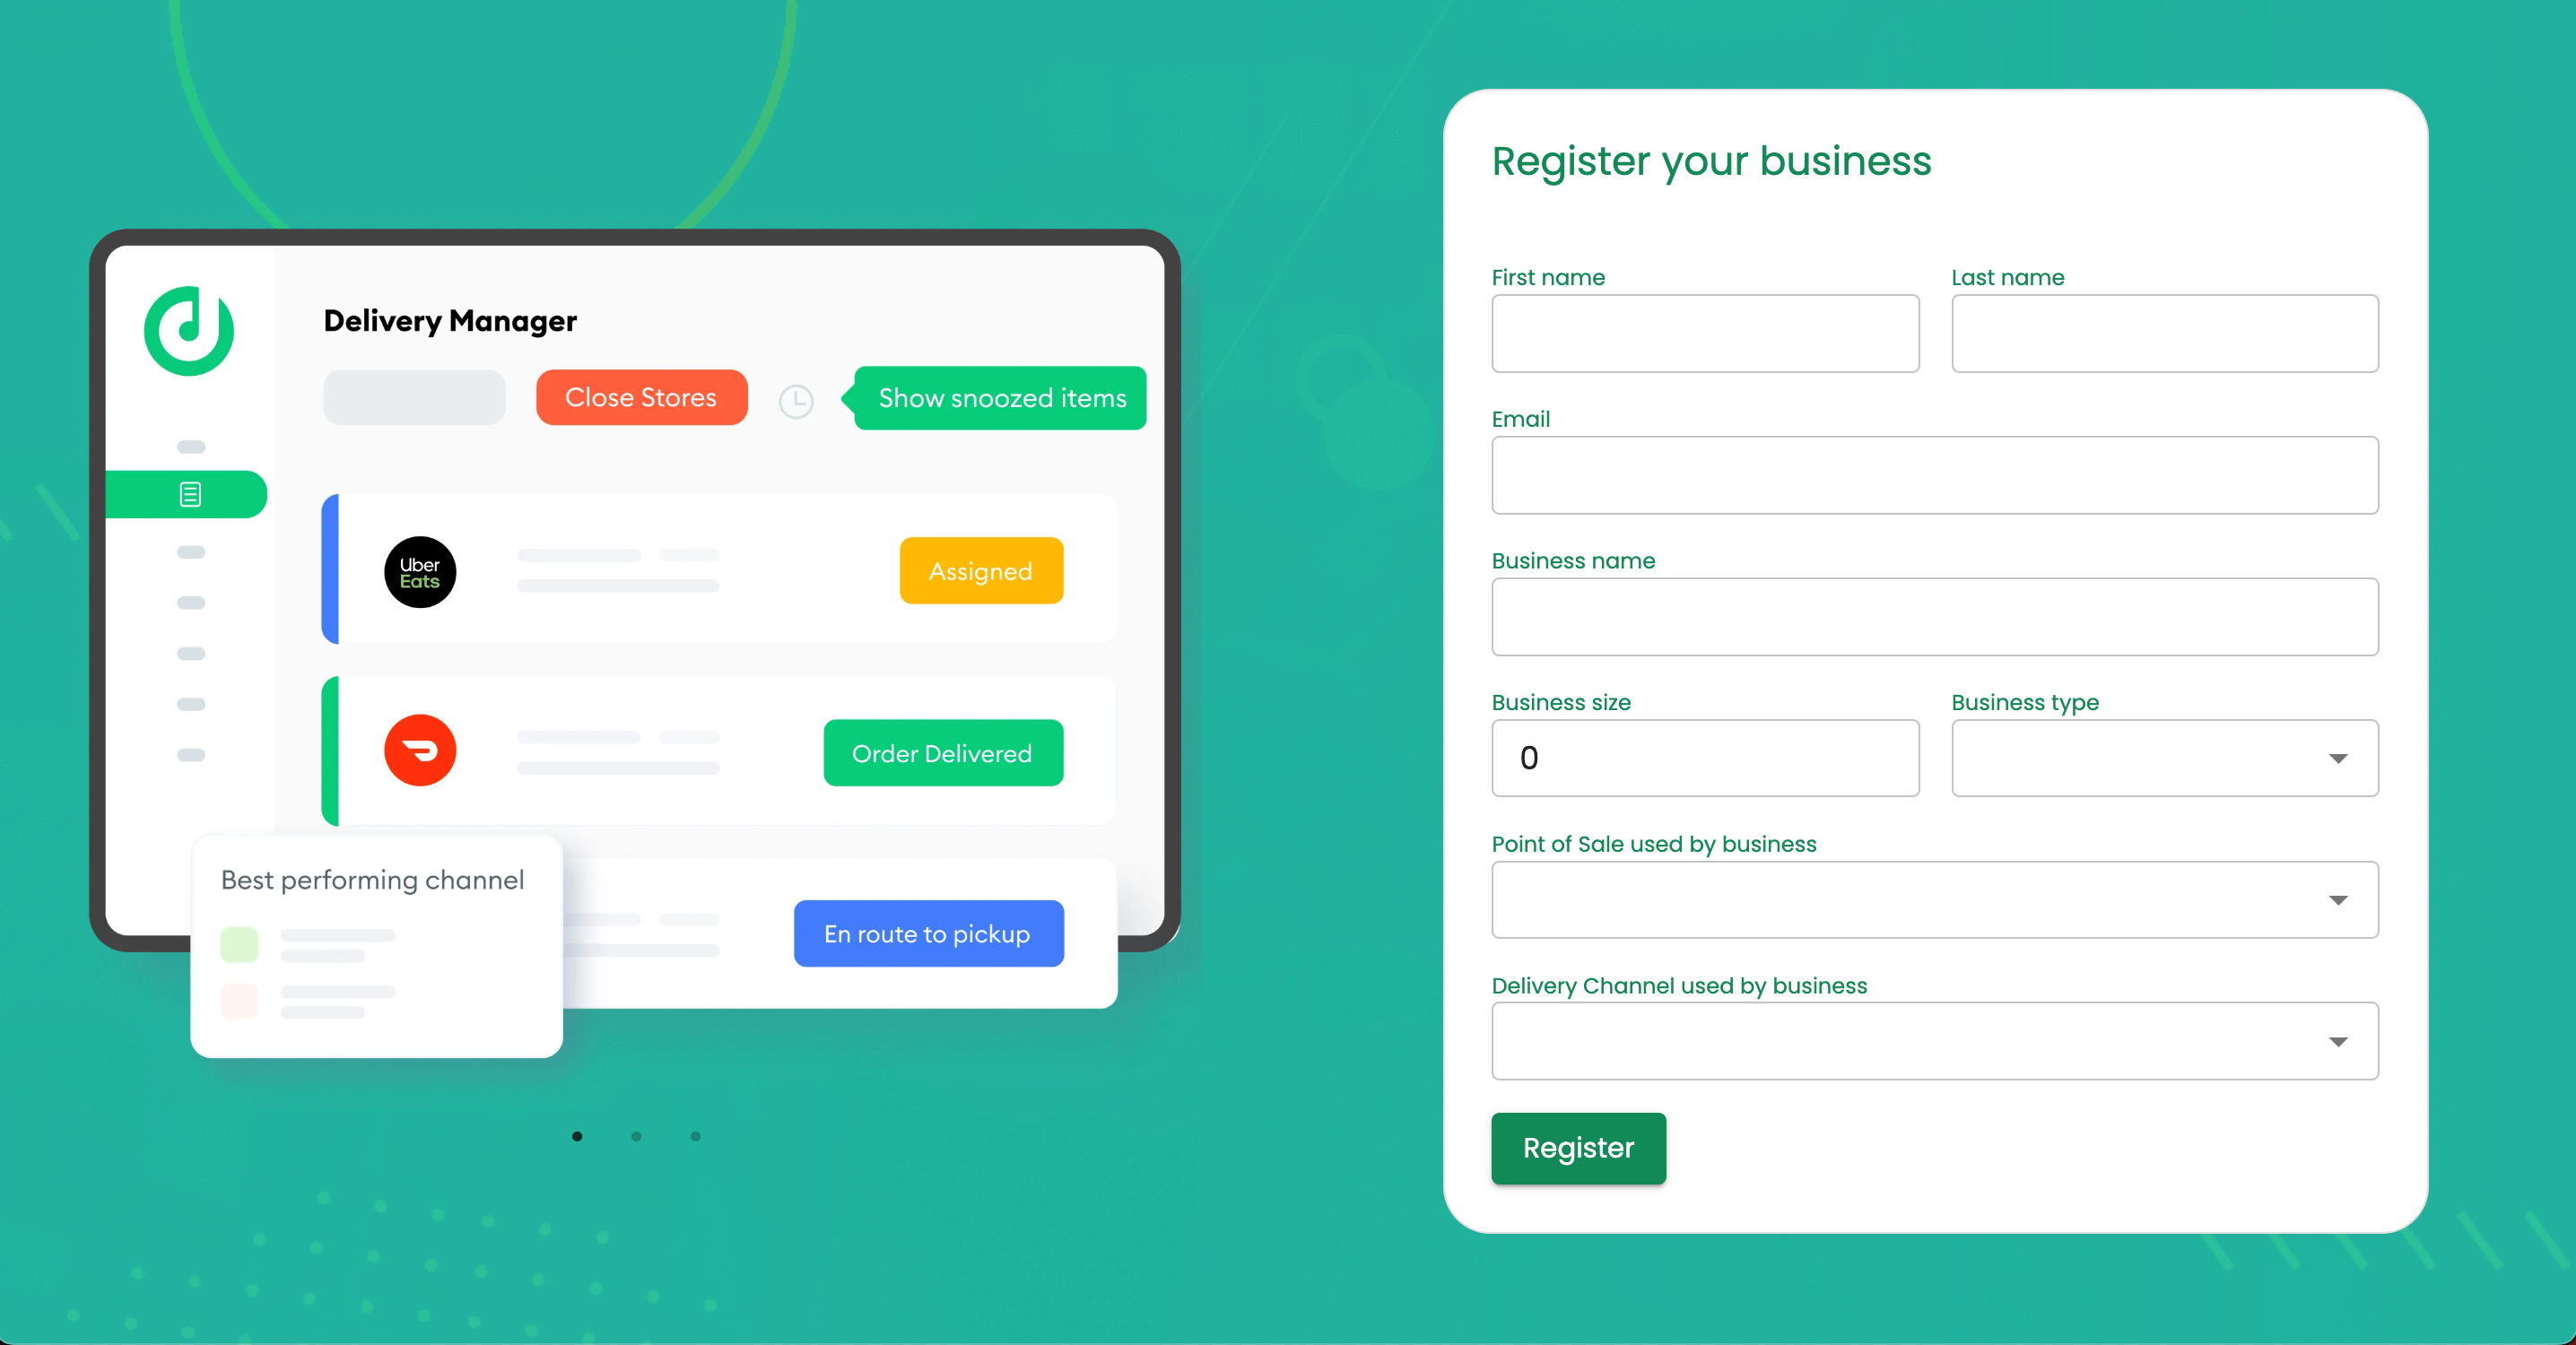 Delivery Manager
Close Stores
Show snoozed items
Uber
Eats
Assigned
Order Delivered
Best performing channel
En route to pickup
Register your business
First name
Last name
Email
Business name
Business size
Business type
0
Point of Sale used by business
Delivery Channel used by business
Register